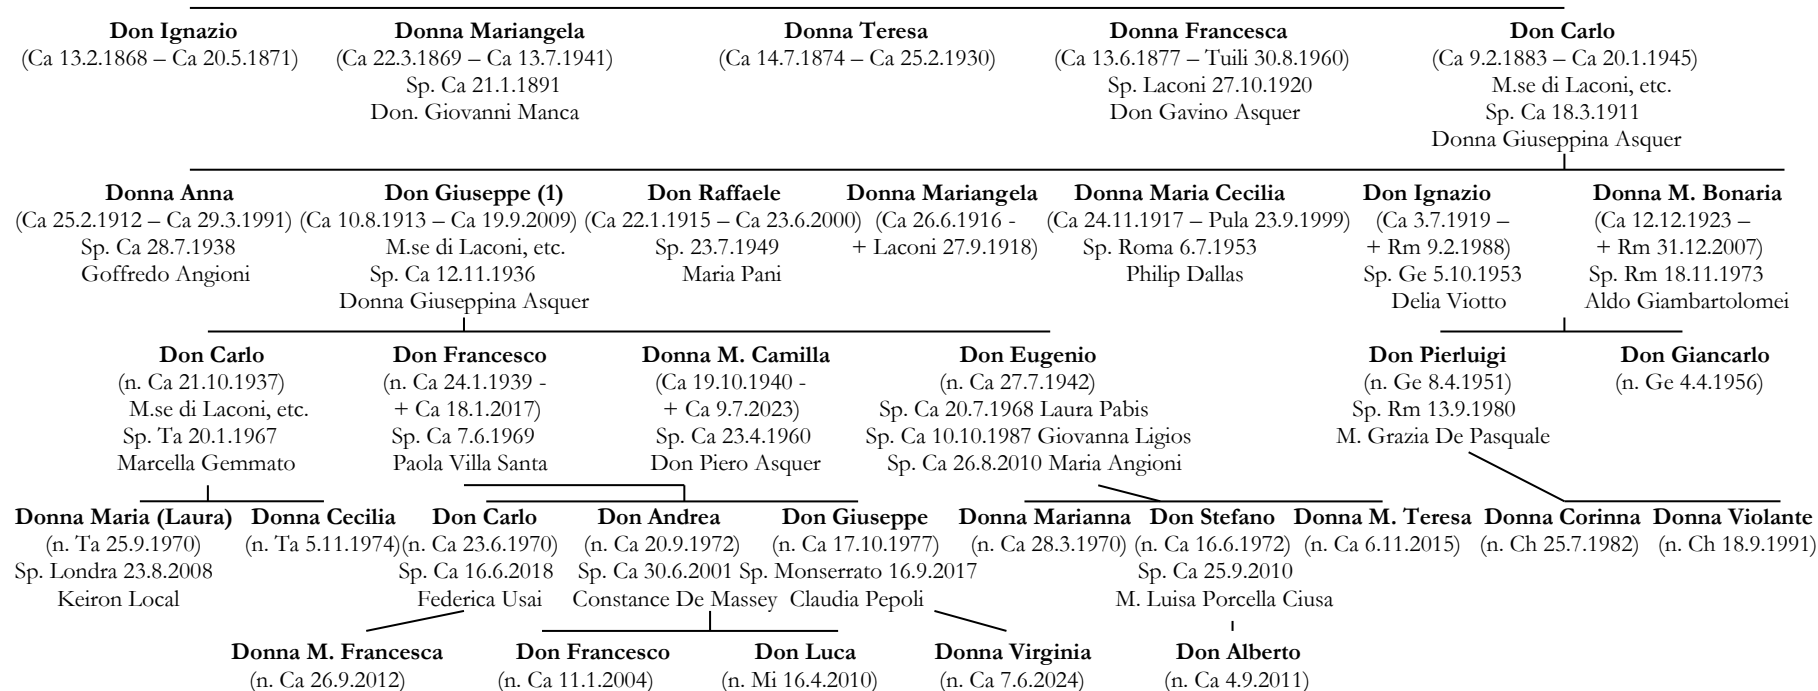 Don Ignazio Donna Mariangela Donna Teresa Donna Francesca Don Carlo
(Ca 13.2.1868 – Ca 20.5.1871) (Ca 22.3.1869 – Ca 13.7.1941) (Ca 14.7.1874 – Ca 25.2.1930) (Ca 13.6.1877 – Tuili 30.8.1960) (Ca 9.2.1883 – Ca 20.1.1945)
Sp. Ca 21.1.1891 Sp. Laconi 27.10.1920 M.se di Laconi, etc.
Don. Giovanni Manca Don Gavino Asquer Sp. Ca 18.3.1911
Donna Giuseppina Asquer
Donna Anna Don Giuseppe (1) Don Raffaele Donna Mariangela Donna Maria Cecilia Don Ignazio Donna M. Bonaria
(Ca 25.2.1912 – Ca 29.3.1991) (Ca 10.8.1913 – Ca 19.9.2009) (Ca 22.1.1915 – Ca 23.6.2000) (Ca 26.6.1916 - (Ca 24.11.1917 – Pula 23.9.1999) (Ca 3.7.1919 – (Ca 12.12.1923 –
Sp. Ca 28.7.1938 M.se di Laconi, etc. Sp. 23.7.1949 + Laconi 27.9.1918) Sp. Roma 6.7.1953 + Rm 9.2.1988) + Rm 31.12.2007)
Goffredo Angioni Sp. Ca 12.11.1936 Maria Pani Philip Dallas Sp. Ge 5.10.1953 Sp. Rm 18.11.1973
Donna Giuseppina Asquer Delia Viotto Aldo Giambartolomei
Don Carlo Don Francesco Donna M. Camilla Don Eugenio Don Pierluigi Don Giancarlo
(n. Ca 21.10.1937) (n. Ca 24.1.1939 - (Ca 19.10.1940 - (n. Ca 27.7.1942) (n. Ge 8.4.1951) (n. Ge 4.4.1956)
M.se di Laconi, etc. + Ca 18.1.2017) + Ca 9.7.2023) Sp. Ca 20.7.1968 Laura Pabis Sp. Rm 13.9.1980
Sp. Ta 20.1.1967 Sp. Ca 7.6.1969 Sp. Ca 23.4.1960 Sp. Ca 10.10.1987 Giovanna Ligios M. Grazia De Pasquale
Marcella Gemmato Paola Villa Santa Don Piero Asquer Sp. Ca 26.8.2010 Maria Angioni
Donna Maria (Laura) Donna Cecilia Don Carlo Don Andrea Don Giuseppe Donna Marianna Don Stefano Donna M. Teresa Donna Corinna Donna Violante
(n. Ta 25.9.1970) (n. Ta 5.11.1974) (n. Ca 23.6.1970) (n. Ca 20.9.1972) (n. Ca 17.10.1977) (n. Ca 28.3.1970) (n. Ca 16.6.1972) (n. Ca 6.11.2015) (n. Ch 25.7.1982) (n. Ch 18.9.1991)
Sp. Londra 23.8.2008 Sp. Ca 16.6.2018 Sp. Ca 30.6.2001 Sp. Monserrato 16.9.2017 Sp. Ca 25.9.2010
Keiron Local Federica Usai Constance De Massey Claudia Pepoli M. Luisa Porcella Ciusa
Donna M. Francesca Don Francesco Don Luca Donna Virginia Don Alberto
(n. Ca 26.9.2012) (n. Ca 11.1.2004) (n. Mi 16.4.2010) (n. Ca 7.6.2024) (n. Ca 4.9.2011)